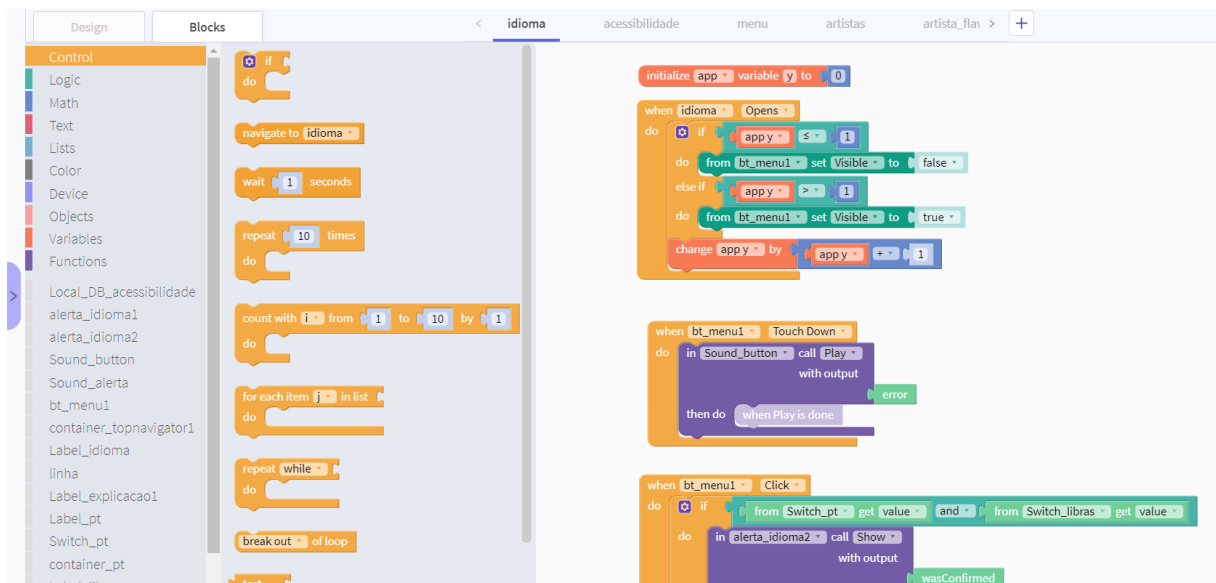 Design
Blocks
< idioma acessibilidade menu artistas artista_flav > +
Control
Logic
Math
Text
Lists
Color
Device
Objects
Variables
Functions
Local_DB_acessibilidade
alerta_idioma1
alerta_idioma2
Sound_button
Sound_alerta
bt_menu1
container_topnavigator1
Label_idioma
linha
Label_explicacao1
Label_pt
Switch_pt
container_pt
if
do
navigate to idioma
wait 1 seconds
repeat 10 times
do
count with i from 1 to 10 by 1
do
for each item j in list
do
repeat while
do
break out of loop
initialize app variable y to 0
when idioma Opens
do if app y ≤ 1
do from bt_menu1 set Visible to false
else if app y > 1
do from bt_menu1 set Visible to true
change app y by app y + 1
when bt_menu1 Touch Down
do in Sound_button call Play
with output
error
then do when Play is done
when bt_menu1 Click
do if from Switch_pt get value and from Switch_libras get value
do in alerta_idioma2 call Show
with output
wasConfirmed